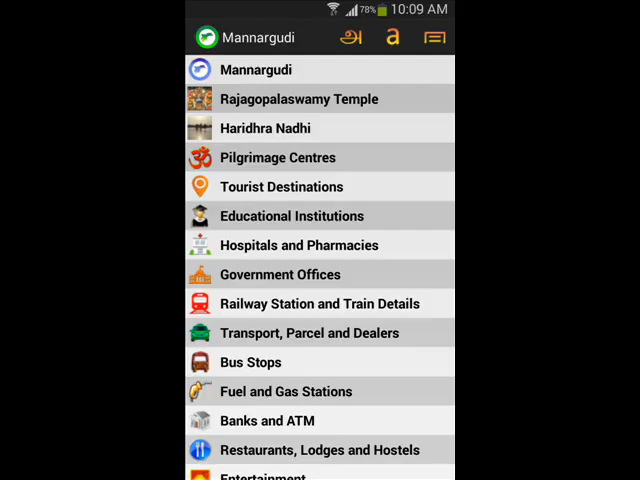 78% 10:09 AM
Mannargudi அ a
Mannargudi
Rajagopalaswamy Temple
Haridhra Nadhi
Pilgrimage Centres
Tourist Destinations
Educational Institutions
Hospitals and Pharmacies
Government Offices
Railway Station and Train Details
Transport, Parcel and Dealers
Bus Stops
Fuel and Gas Stations
Banks and ATM
Restaurants, Lodges and Hostels
Entertainment